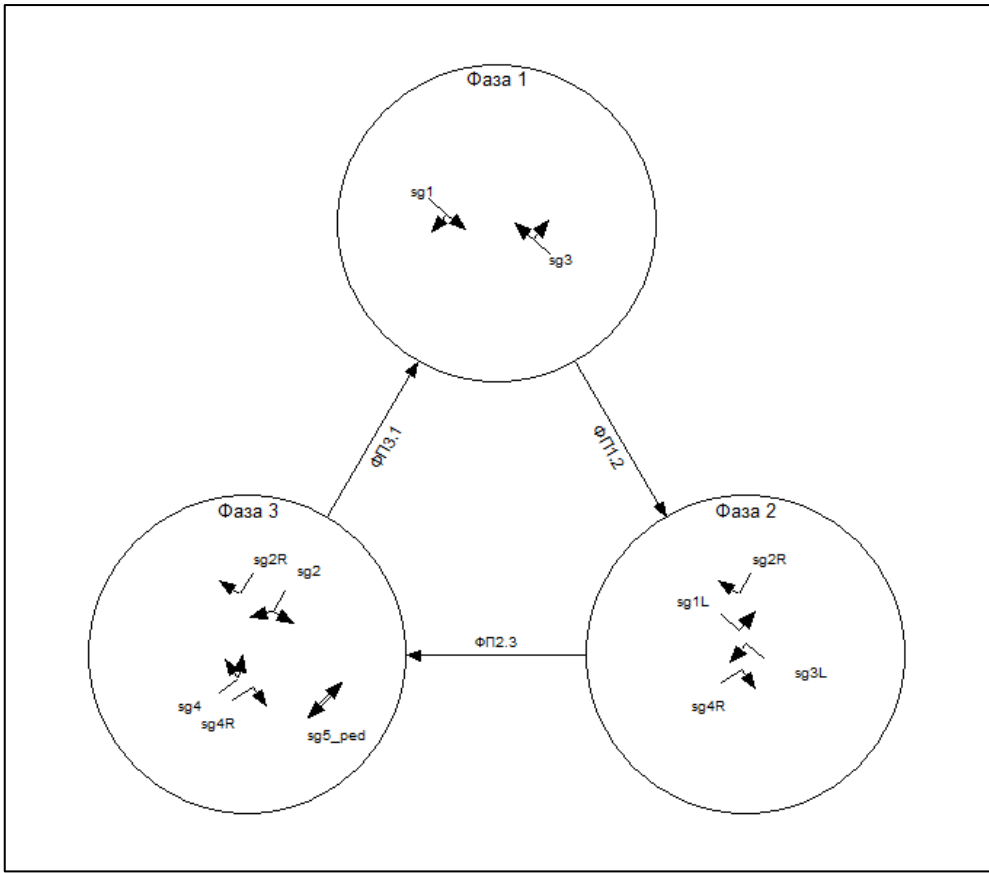 Фаза 1
sg1
sg3
ФП3.1
ФП1.2
Фаза 3
sg2R
sg2
sg4
sg4R
sg5_ped
ФП2.3
Фаза 2
sg2R
sg1L
sg3L
sg4R